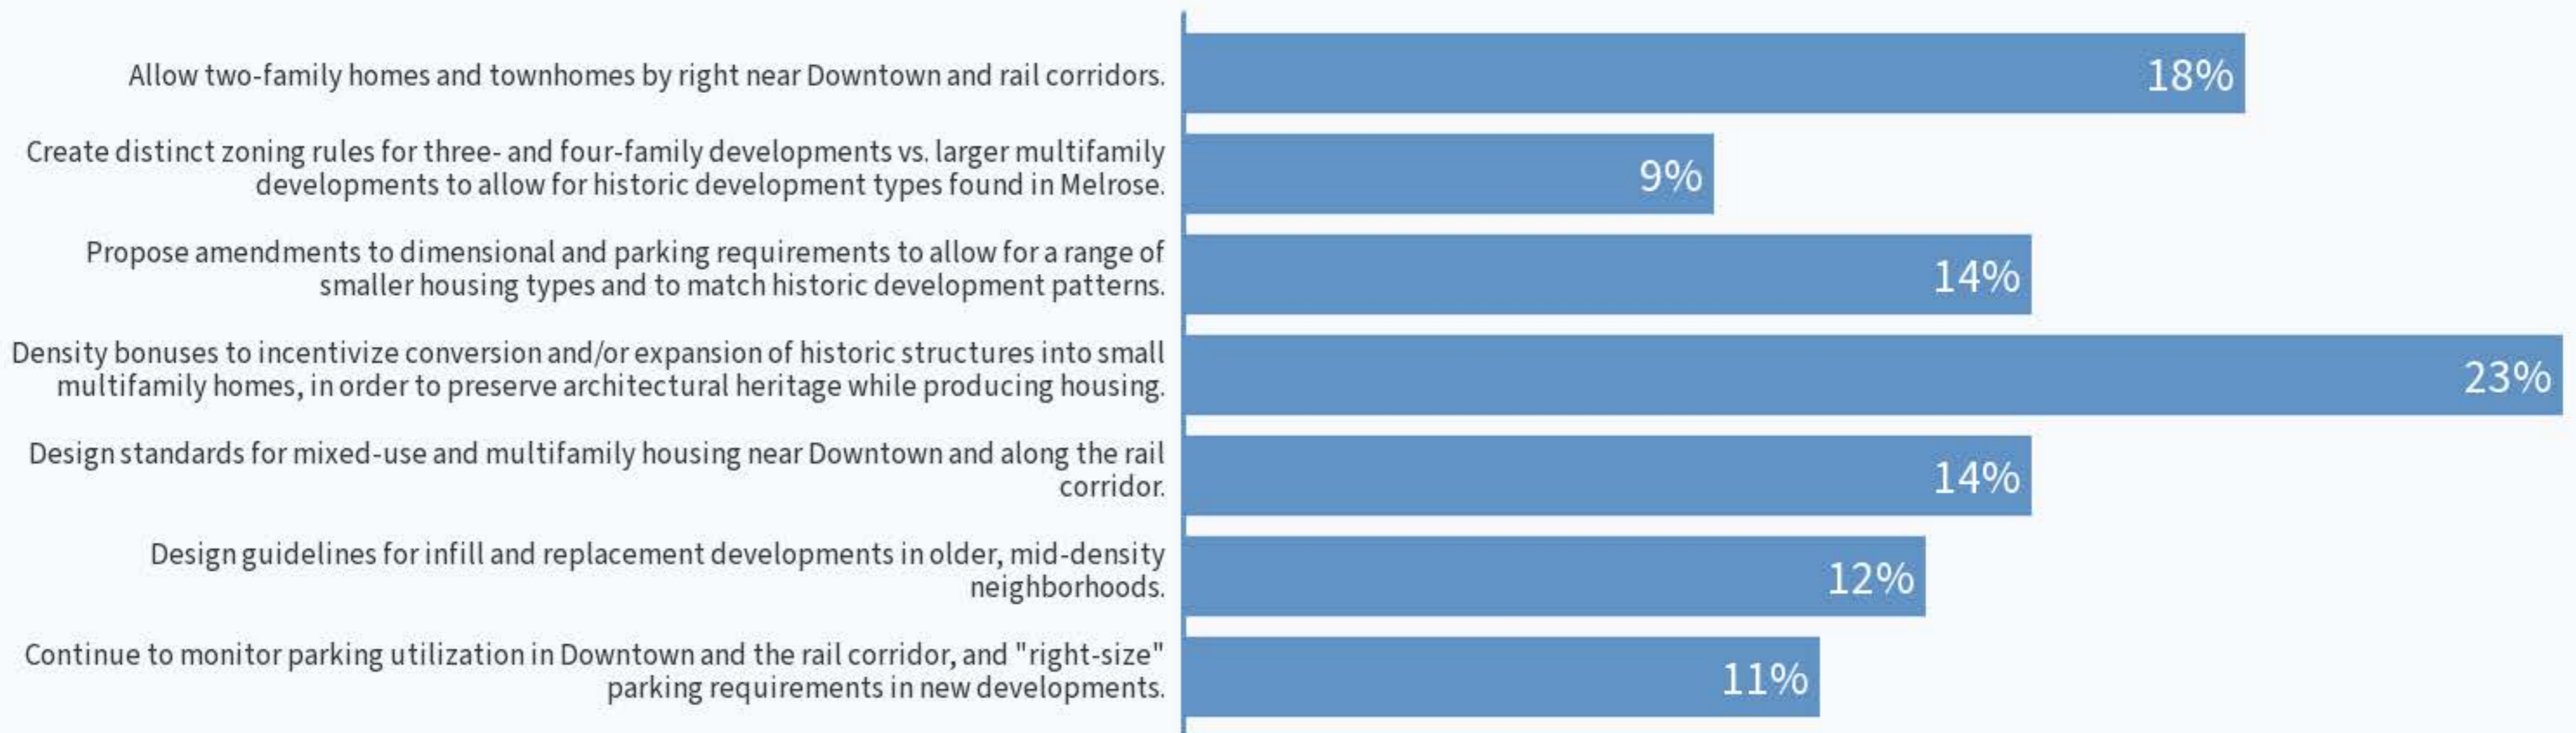 Allow two-family homes and townhomes by right near Downtown and rail corridors.
18%
Create distinct zoning rules for three- and four-family developments vs. larger multifamily
developments to allow for historic development types found in Melrose.
9%
Propose amendments to dimensional and parking requirements to allow for a range of
smaller housing types and to match historic development patterns.
14%
Density bonuses to incentivize conversion and/or expansion of historic structures into small
multifamily homes, in order to preserve architectural heritage while producing housing.
23%
Design standards for mixed-use and multifamily housing near Downtown and along the rail
corridor.
14%
Design guidelines for infill and replacement developments in older, mid-density
neighborhoods.
12%
Continue to monitor parking utilization in Downtown and the rail corridor, and "right-size"
parking requirements in new developments.
11%